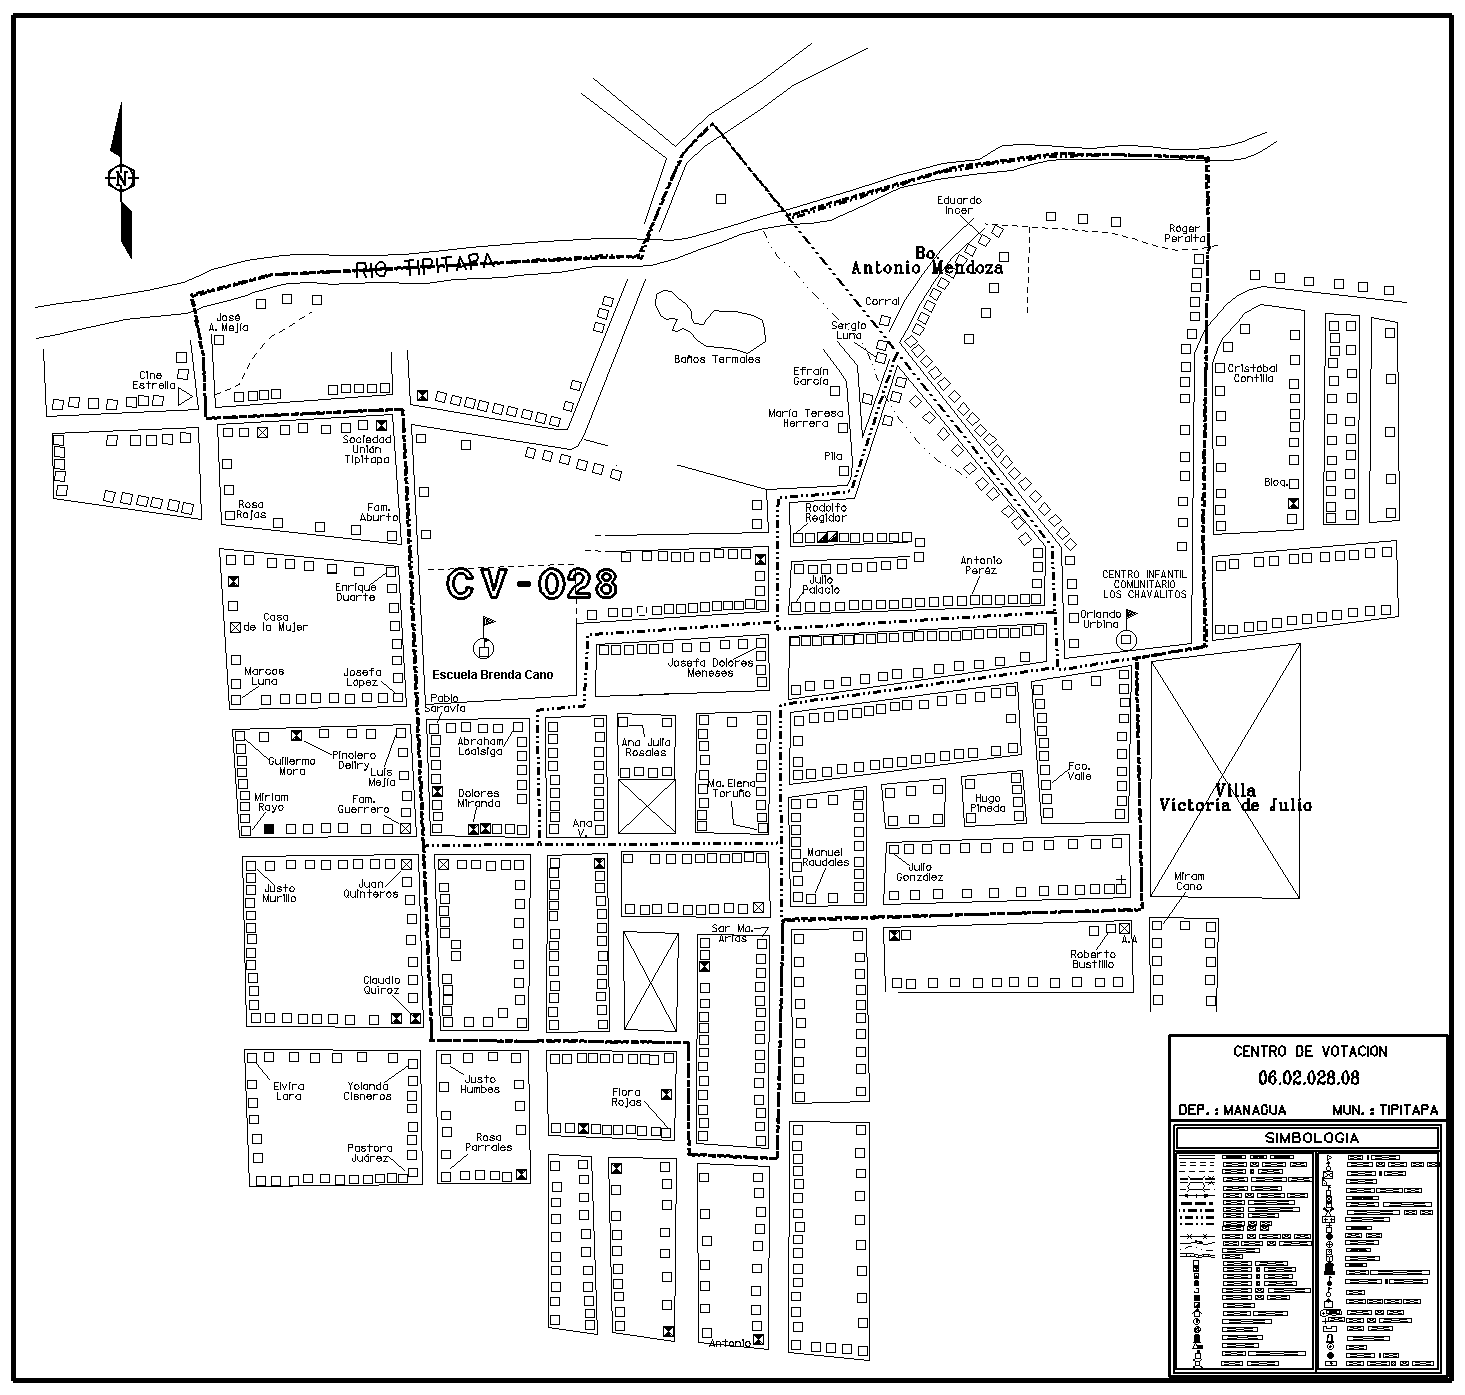 N
RIO TIPITAPA
Eduardo
Incer
Roger
Peralta
Bo.
Antonio Mendoza
Corral
Sergio
Luna
José
A. Mejía
Baños Termales
Cine
Estrella
Efraín
García
Cristóbal
Contilla
María Teresa
Herrera
Pila
Sociedad
Unión
Tipitapa
Bloq.
Rosa
Rojas
Fam.
Aburto
Rodolfo
Regidor
Enrique
Duarte
CV-028
Antonio
Peréz
Julio
Palacio
CENTRO INFANTIL
COMUNITARIO
LOS CHAVALITOS
Orlando
Urbina
Casa
de la Mujer
Marcos
Luna
Josefa
López
Escuela Brenda Cano
Josefa Dolores
Meneses
Pablo
Saravia
Abraham
Loaisiga
Ana Julia
Rosales
Guillermo
Mora
Pinolero
Deliry
Luis
Mejía
Fco.
Valle
Miriam
Rayo
Fam.
Guerrero
Dolores
Miranda
Ma. Elena
Toruño
Hugo
Pineda
Villa
Victoria de Julio
Ana
V.
Manuel
Raudales
Julio
González
Justo
Murillo
Juan
Quinteros
Miram
Cano
Sar Ma.
Arias
A.A
Roberto
Bustillo
Claudio
Quiroz
Elvira
Lara
Yolanda
Cisneros
Justo
Humbes
Flora
Rojas
Pastora
Juárez
Rosa
Parrales
Antonio
CENTRO DE VOTACION
06.02.028.08
DEP. : MANAGUA MUN. : TIPITAPA
SIMBOLOGIA